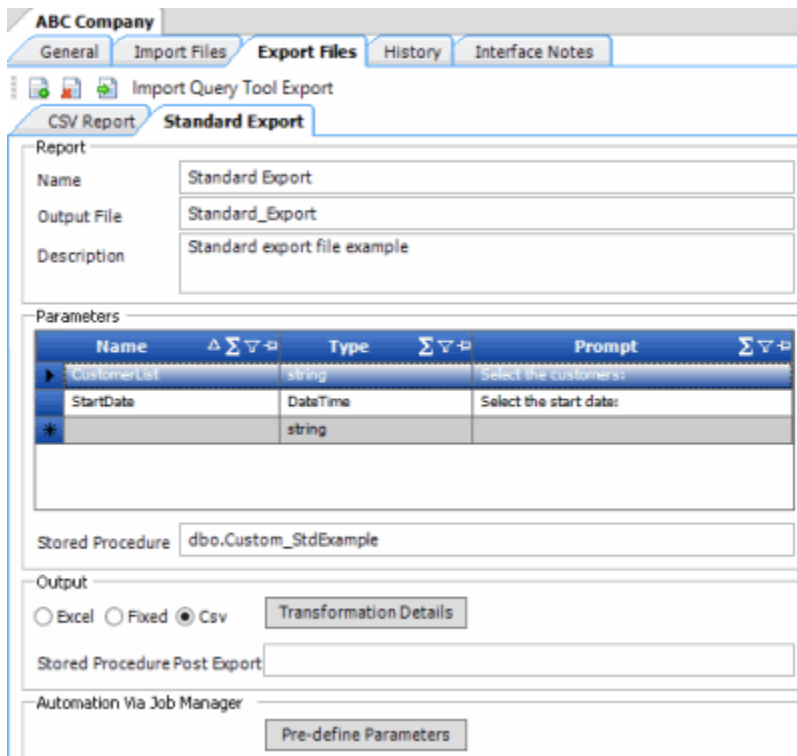 ABC Company
General Import Files Export Files History Interface Notes
Import Query Tool Export
CSV Report Standard Export
Report
Name Standard Export
Output File Standard_Export
Description Standard export file example
Parameters
Name Type Prompt
CustomerList string Select the customers:
StartDate DateTime Select the start date:
string
Stored Procedure dbo.Custom_StdExample
Output
Excel Fixed Csv Transformation Details
Stored Procedure Post Export
Automation Via Job Manager
Pre-define Parameters